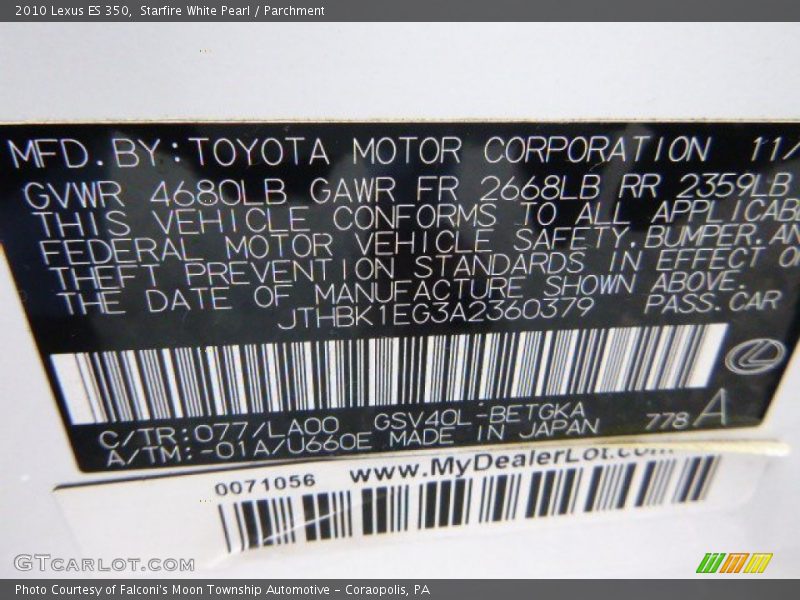 2010 Lexus ES 350,  Starfire White Pearl / Parchment
MFD.BY:TOYOTA MOTOR CORPORATION 11/
GVWR 4680LB GAWR FR 2668LB RR 2359LB
THIS VEHICLE CONFORMS TO ALL APPLICAB
FEDERAL MOTOR VEHICLE SAFETY.BUMPER.AN
THEFT PREVENTION STANDARDS IN EFFECT O
THE DATE OF MANUFACTURE SHOWN ABOVE.
JTHBK1EG3A2360379 PASS.CAR
C/TR:077/LA00 GSV40L-BETGKA 778 A
A/TM:-01A/U660E MADE IN JAPAN
0071056 www.MyDealerLot.com
GTcarlot.com
Photo Courtesy of Falconi's Moon Township Automotive - Coraopolis, PA